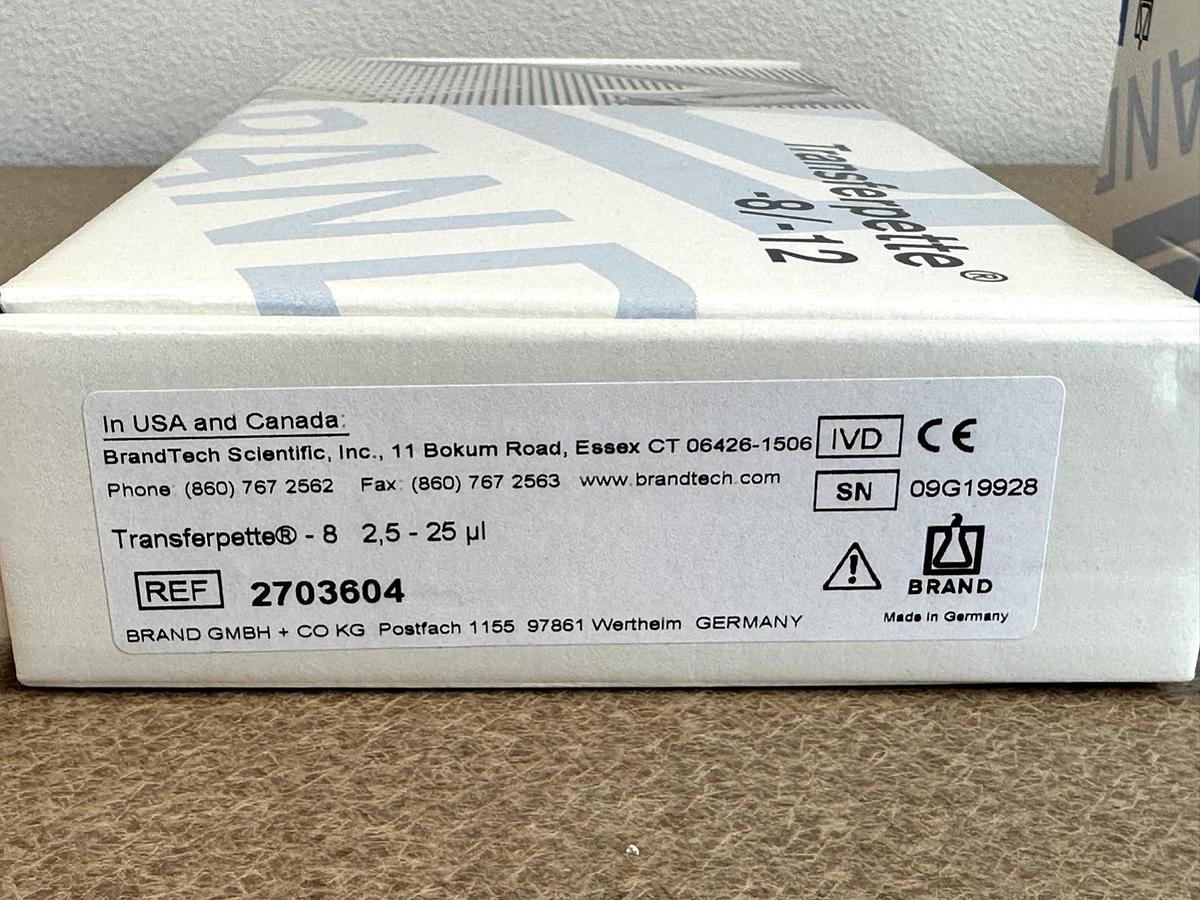 Transferpette®
-8/-12
BRAND
In USA and Canada:
BrandTech Scientific, Inc., 11 Bokum Road, Essex CT 06426-1506
Phone: (860) 767 2562 Fax: (860) 767 2563 www.brandtech.com
Transferpette® - 8 2,5 - 25 µl
REF 2703604
BRAND GMBH + CO KG Postfach 1155 97861 Wertheim GERMANY
IVD CE
SN 09G19928
BRAND
Made in Germany